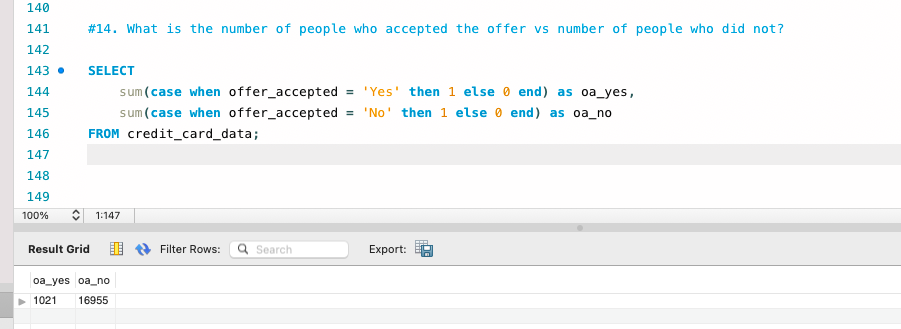 140
141 #14. What is the number of people who accepted the offer vs number of people who did not?
142
143 SELECT
144 sum(case when offer_accepted = 'Yes' then 1 else 0 end) as oa_yes,
145 sum(case when offer_accepted = 'No' then 1 else 0 end) as oa_no
146 FROM credit_card_data;
147
148
149
100% 1:147
Result Grid Filter Rows: Search Export:
oa_yes oa_no
1021 16955